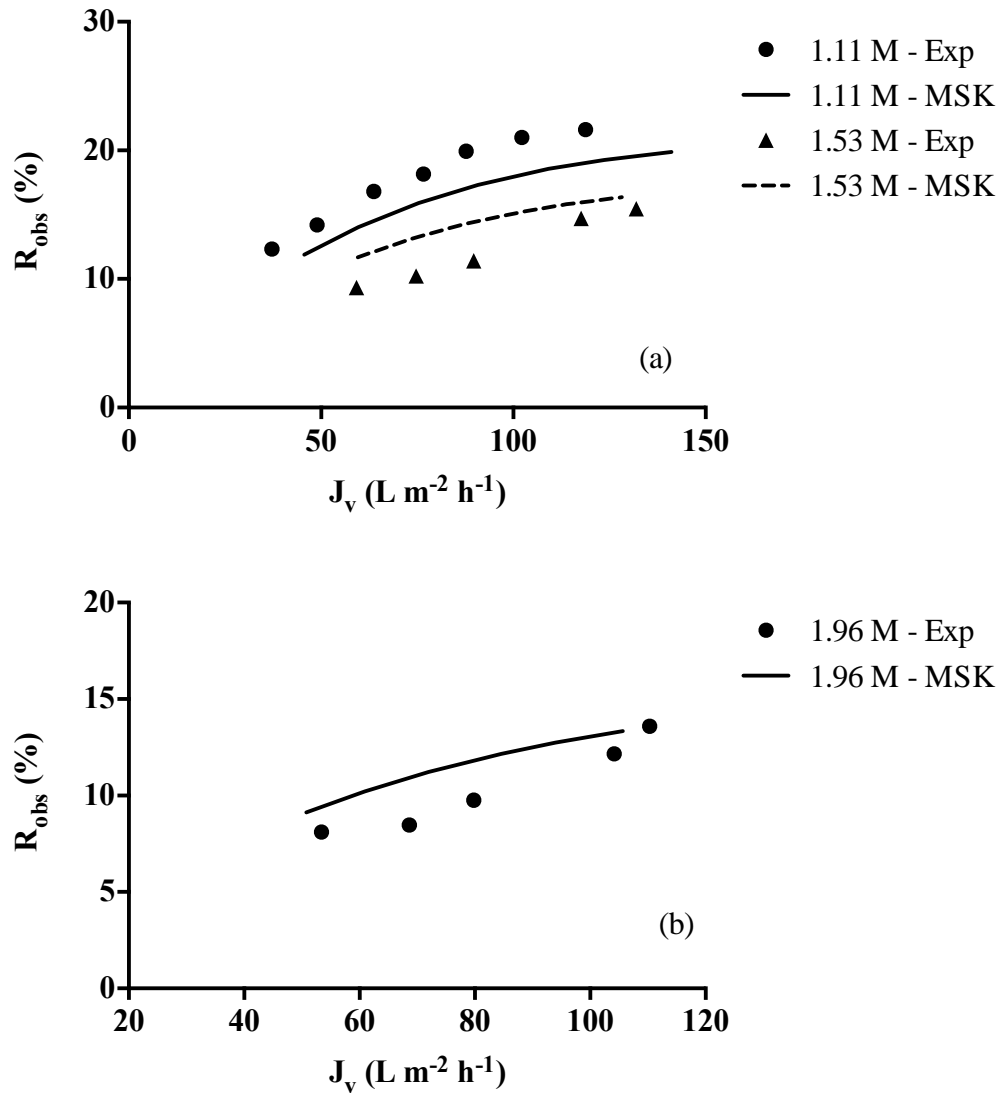 30
20
10
0
0 50 100 150
R_obs (%)
J_v (L m^-2 h^-1)
(a)
1.11 M - Exp
1.11 M - MSK
1.53 M - Exp
1.53 M - MSK
20
15
10
5
0
20 40 60 80 100 120
R_obs (%)
J_v (L m^-2 h^-1)
(b)
1.96 M - Exp
1.96 M - MSK